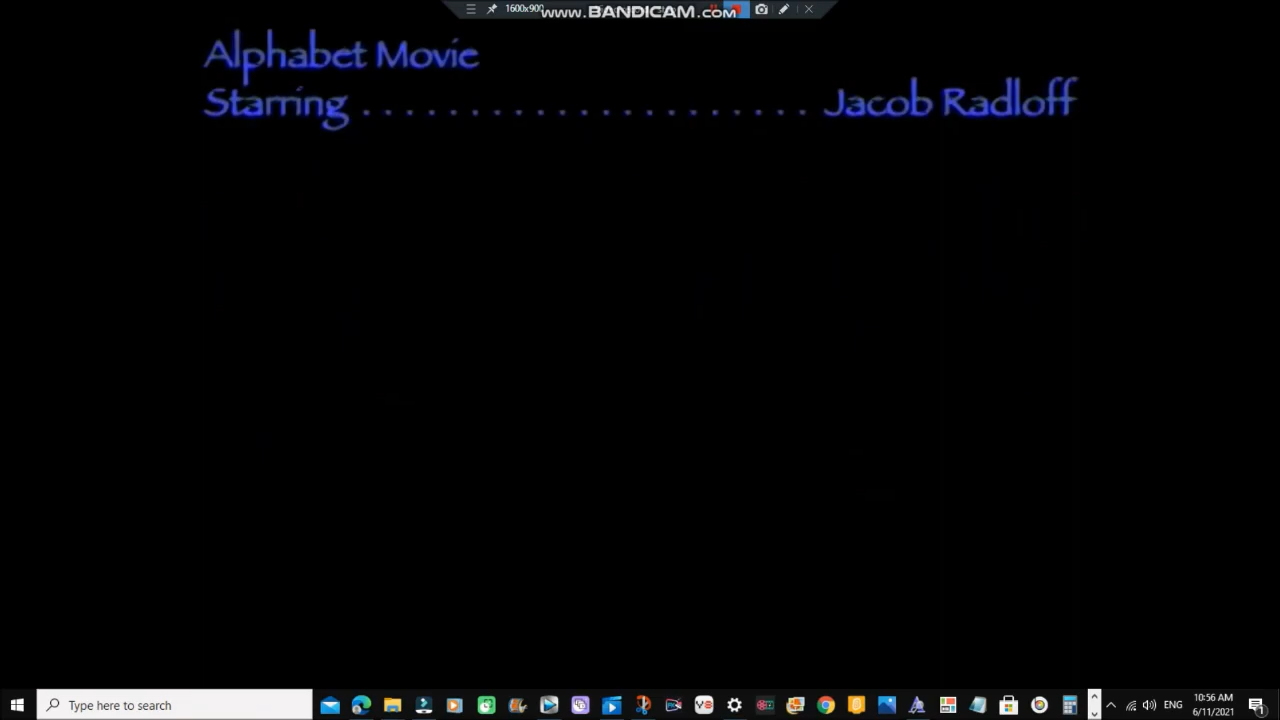 1600x900
www.BANDICAM.com
Alphabet Movie
Starring . . . . . . . . . . . . . . . . . . . . . Jacob Radloff
Type here to search
ENG
10:56 AM
6/11/2021